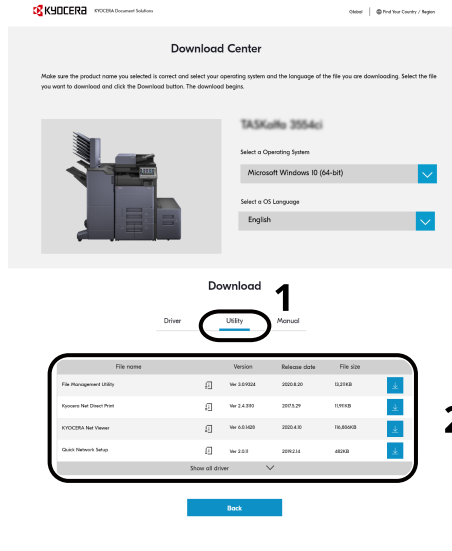 KYOCERA KYOCERA Document Solutions Global Find Your Country / Region
Download Center
Make sure the product name you selected is correct and select your operating system and the language of the file you are downloading. Select the file
you want to download and click the Download button. The download begins.
TASKalfa 3554ci
Select a Operating System
Microsoft Windows 10 (64-bit)
Select a OS Language
English
Download
1
Driver Utility Manual
File name Version Release date File size
File Management Utility Ver 3.0.9324 2020.8.20 13,211KB
Kyocera Net Direct Print Ver 2.4.3110 2017.5.29 11,911KB
KYOCERA Net Viewer Ver 6.0.1428 2020.4.10 116,806KB
2
Quick Network Setup Ver 2.0.11 2019.2.14 482KB
Show all driver
Back